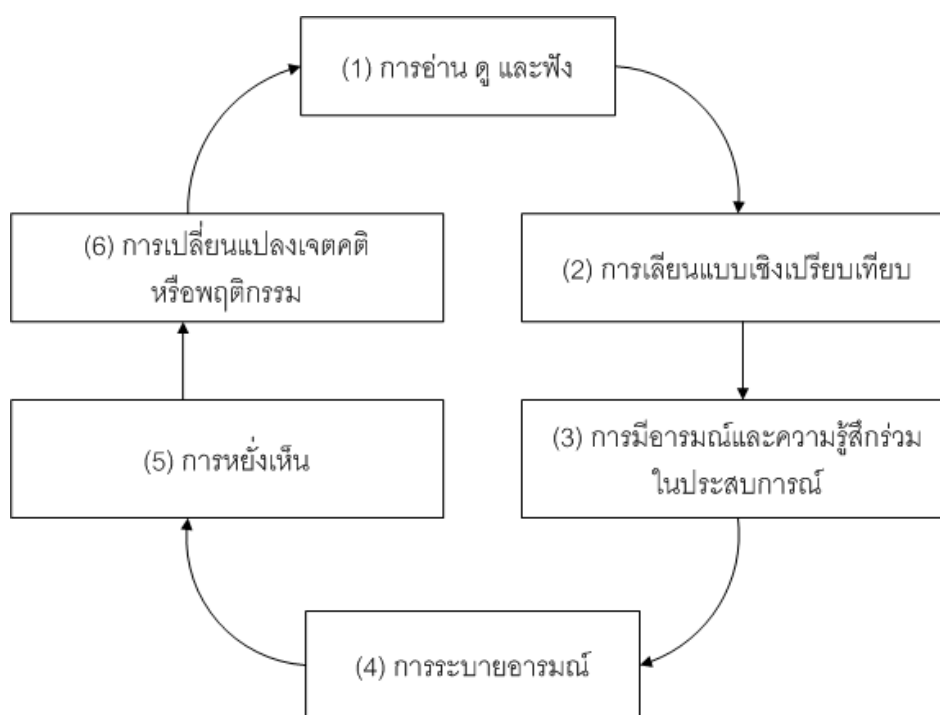 (1) การอ่าน ดู และฟัง
(2) การเลียนแบบเชิงเปรียบเทียบ
(3) การมีอารมณ์และความรู้สึกร่วม
ในประสบการณ์
(4) การระบายอารมณ์
(5) การหยั่งเห็น
(6) การเปลี่ยนแปลงเจตคติ
หรือพฤติกรรม